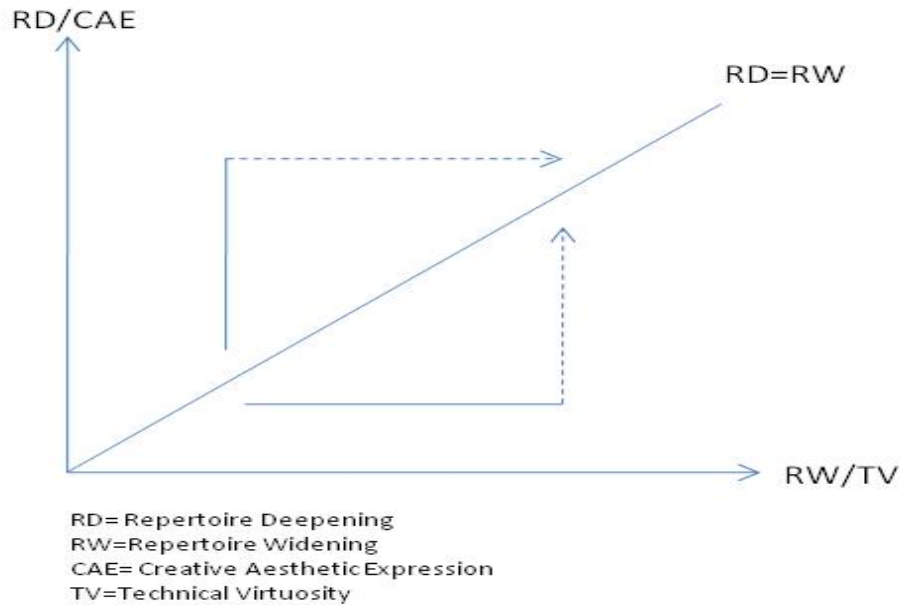 RD/CAE
RD=RW
RW/TV
RD= Repertoire Deepening
RW=Repertoire Widening
CAE= Creative Aesthetic Expression
TV=Technical Virtuosity